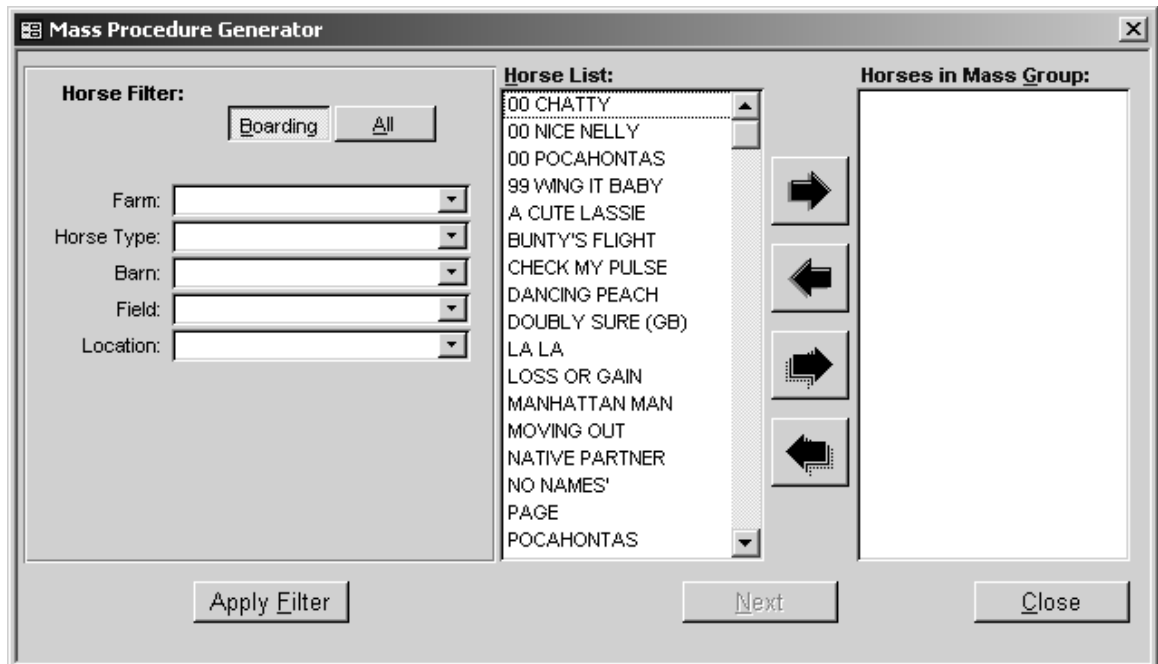 Mass Procedure Generator
Horse Filter:
Boarding
All
Farm:
Horse Type:
Barn:
Field:
Location:
Apply Filter
Horse List:
00 CHATTY
00 NICE NELLY
00 POCAHONTAS
99 WING IT BABY
A CUTE LASSIE
BUNTY'S FLIGHT
CHECK MY PULSE
DANCING PEACH
DOUBLY SURE (GB)
LA LA
LOSS OR GAIN
MANHATTAN MAN
MOVING OUT
NATIVE PARTNER
NO NAMES'
PAGE
POCAHONTAS
Horses in Mass Group:
Next
Close